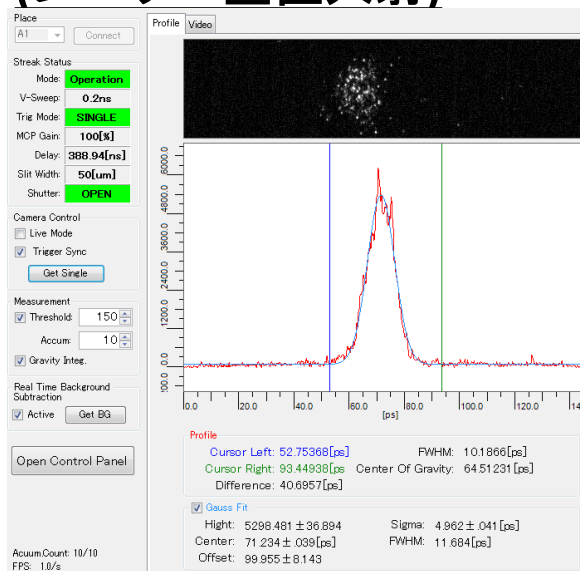 Place
A1
Connect
Streak Status
Mode: Operation
V-Sweep: 0.2ns
Trig Mode: SINGLE
MCP Gain: 100[%]
Delay: 388.94[ns]
Slit Width: 50[um]
Shutter: OPEN
Camera Control
Live Mode
Trigger Sync
Get Single
Measurement
Threshold: 150
Accum: 10
Gravity Integ.
Real Time Background
Subtraction
Active
Get BG
Open Control Panel
Acuum.Count: 10/10
FPS: 1.0/s
Profile
Video
6000.0
4800.0
3600.0
2400.0
1200.0
0.0
00.0
0.0
20.0
40.0
60.0
80.0
100.0
120.0
14
[ps]
Profile
Cursor Left: 52.75368[ps]
FWHM: 10.1866[ps]
Cursor Right: 93.44938[ps
Center Of Gravity: 64.51231[ps]
Difference: 40.6957[ps]
Gauss Fit
Hight: 5298.481 ± 36.894
Sigma: 4.962 ± .041[ps]
Center: 71.234 ± .039[ps]
FWHM: 11.684[ps]
Offset: 99.955 ± 8.143